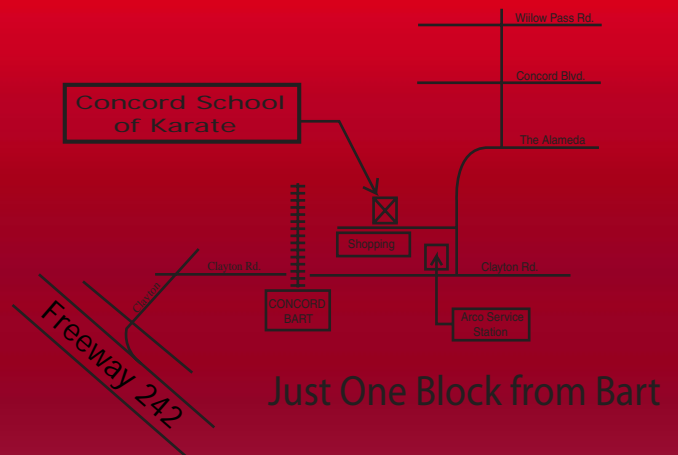 Willow Pass Rd.
Concord Blvd.
Concord School
of Karate
The Alameda
Shopping
Clayton Rd.
Clayton Rd.
Clayton
CONCORD
BART
Arco Service
Station
Freeway 242
Just One Block from Bart